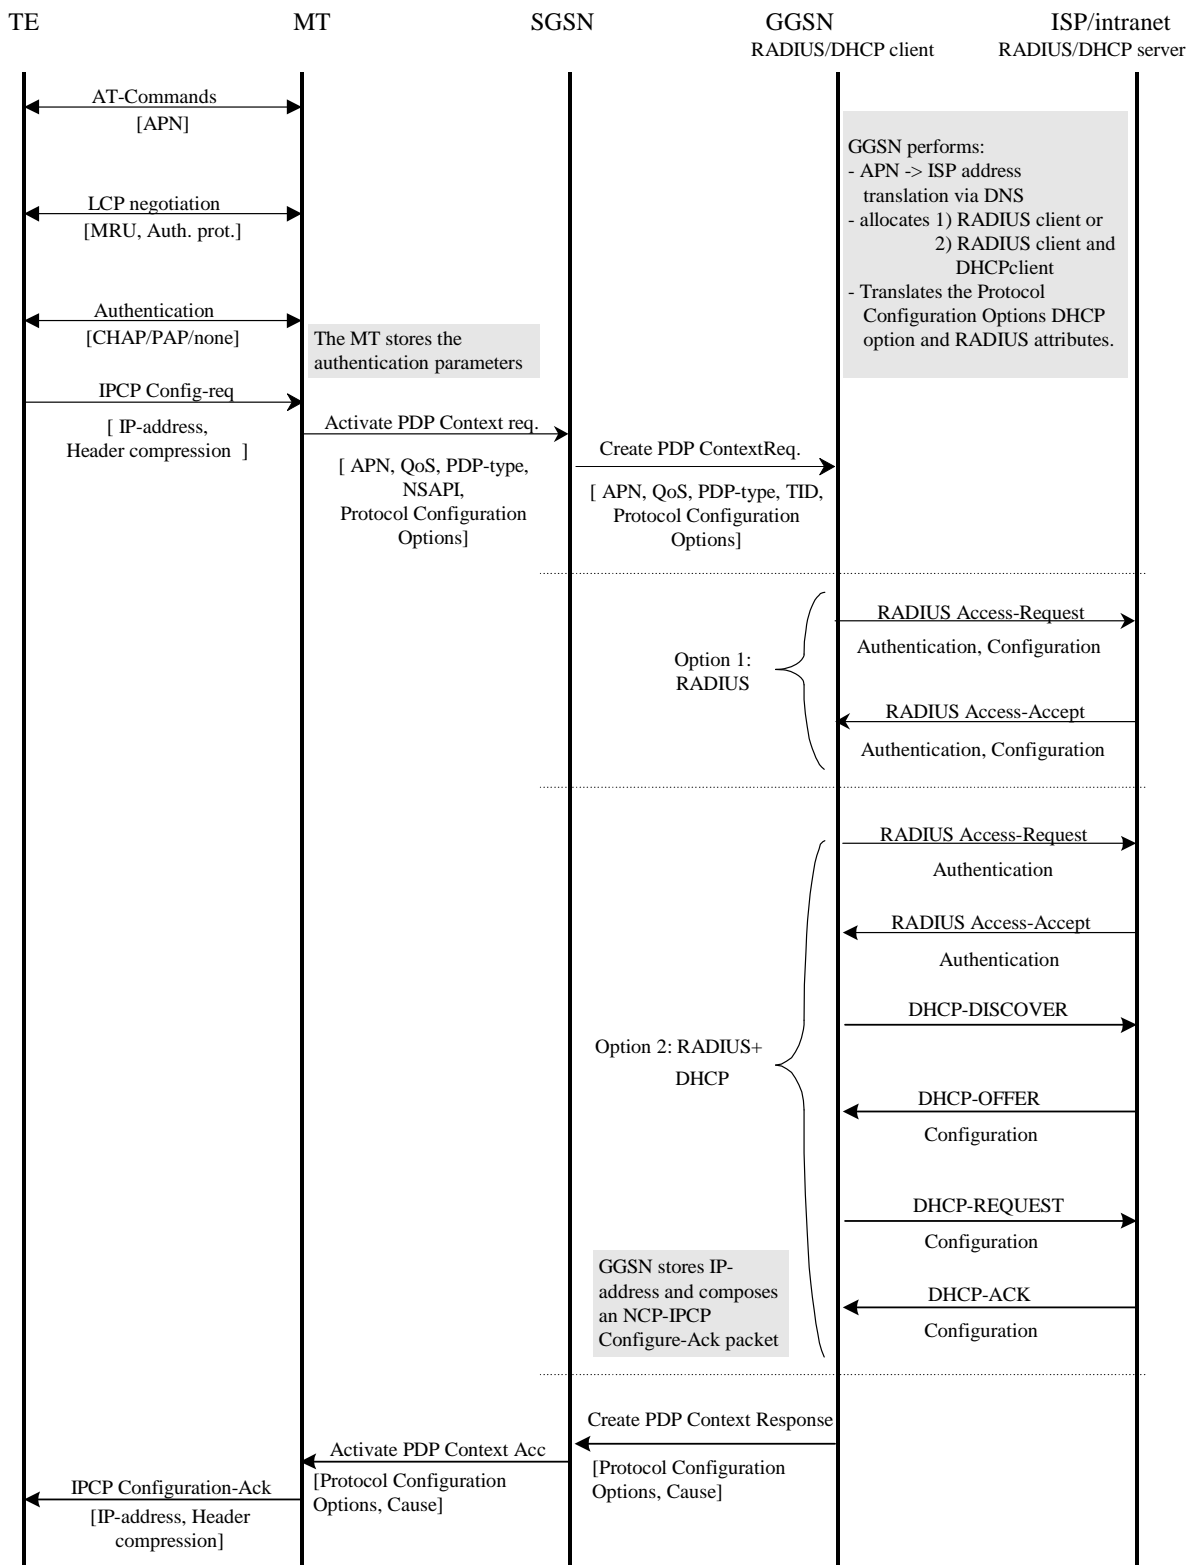 TE
MT
SGSN
GGSN
ISP/intranet
RADIUS/DHCP client
RADIUS/DHCP server
AT-Commands
[APN]
GGSN performs:
- APN -> ISP address
translation via DNS
- allocates 1) RADIUS client or
2) RADIUS client and
DHCPclient
- Translates the Protocol
Configuration Options DHCP
option and RADIUS attributes.
LCP negotiation
[MRU, Auth. prot.]
Authentication
[CHAP/PAP/none]
The MT stores the
authentication parameters
IPCP Config-req
[ IP-address,
Header compression ]
Activate PDP Context req.
[ APN, QoS, PDP-type,
NSAPI,
Protocol Configuration
Options]
Create PDP ContextReq.
[ APN, QoS, PDP-type, TID,
Protocol Configuration
Options]
Option 1:
RADIUS
RADIUS Access-Request
Authentication, Configuration
RADIUS Access-Accept
Authentication, Configuration
RADIUS Access-Request
Authentication
RADIUS Access-Accept
Authentication
DHCP-DISCOVER
Option 2: RADIUS+
DHCP
DHCP-OFFER
Configuration
DHCP-REQUEST
Configuration
GGSN stores IP-
address and composes
an NCP-IPCP
Configure-Ack packet
DHCP-ACK
Configuration
Create PDP Context Response
[Protocol Configuration
Options, Cause]
Activate PDP Context Acc
[Protocol Configuration
Options, Cause]
IPCP Configuration-Ack
[IP-address, Header
compression]